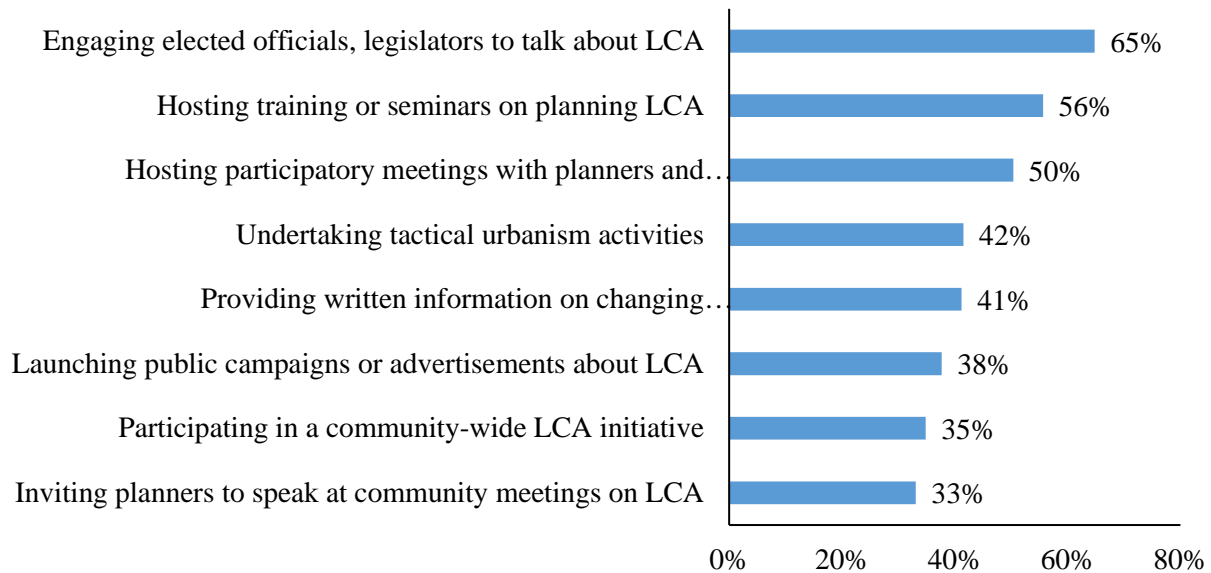 Engaging elected officials, legislators to talk about LCA 65%
Hosting training or seminars on planning LCA 56%
Hosting participatory meetings with planners and… 50%
Undertaking tactical urbanism activities 42%
Providing written information on changing… 41%
Launching public campaigns or advertisements about LCA 38%
Participating in a community-wide LCA initiative 35%
Inviting planners to speak at community meetings on LCA 33%
0% 20% 40% 60% 80%